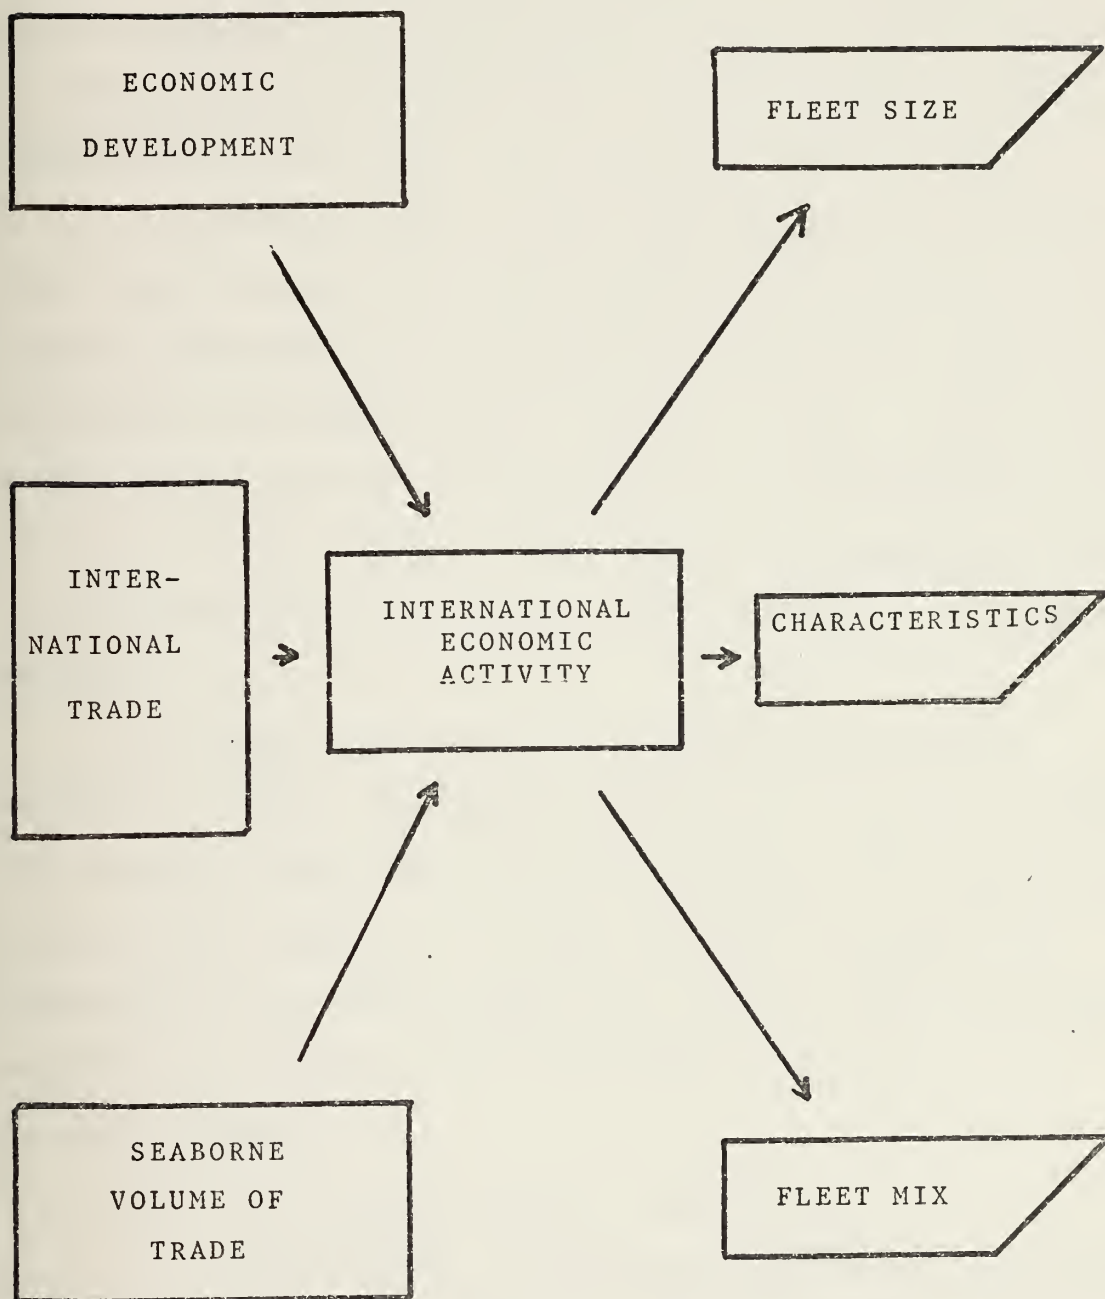 ECONOMIC
DEVELOPMENT
FLEET SIZE
INTER-
NATIONAL
TRADE
INTERNATIONAL
ECONOMIC
ACTIVITY
CHARACTERISTICS
SEABORNE
VOLUME OF
TRADE
FLEET MIX